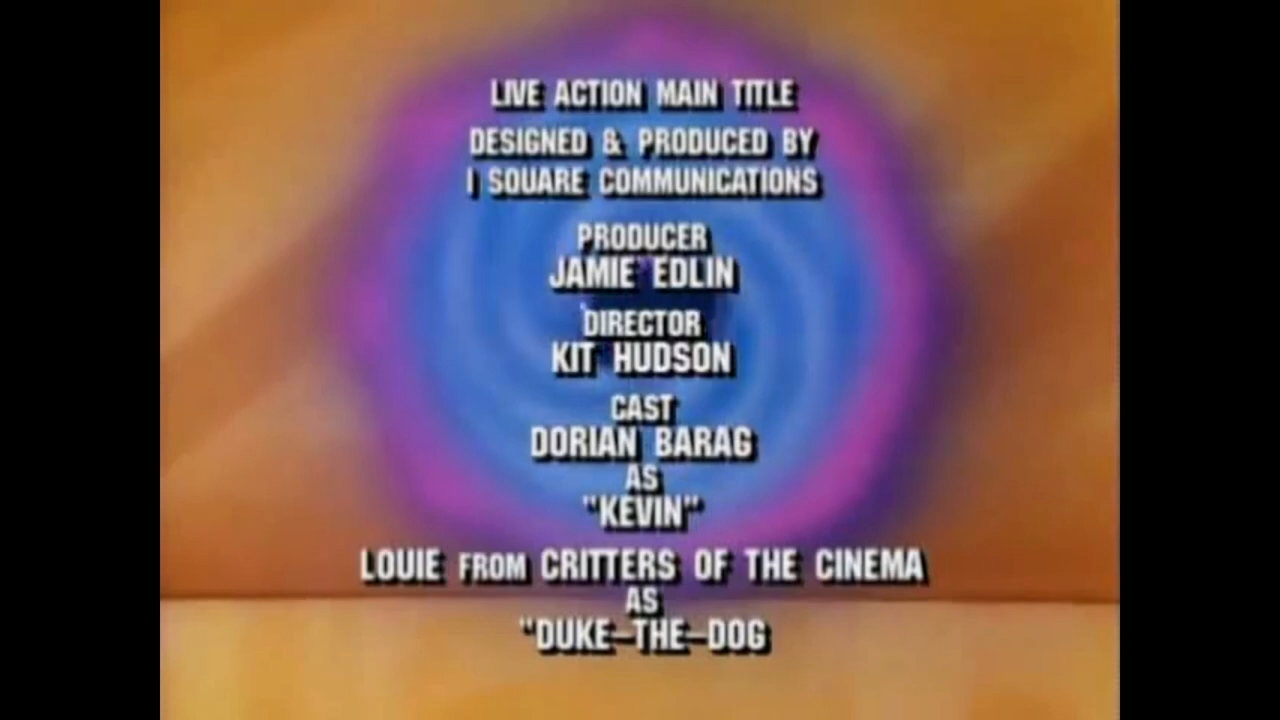 LIVE ACTION MAIN TITLE
DESIGNED & PRODUCED BY
I SQUARE COMMUNICATIONS
PRODUCER
JAMIE EDLIN
DIRECTOR
KIT HUDSON
CAST
DORIAN BARAG
AS
"KEVIN"
LOUIE FROM CRITTERS OF THE CINEMA
AS
"DUKE-THE-DOG